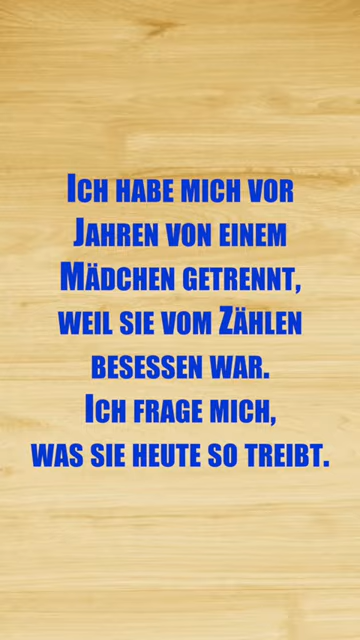 Ich habe mich vor
Jahren von einem
Mädchen getrennt,
weil sie vom Zählen
besessen war.
Ich frage mich,
was sie heute so treibt.